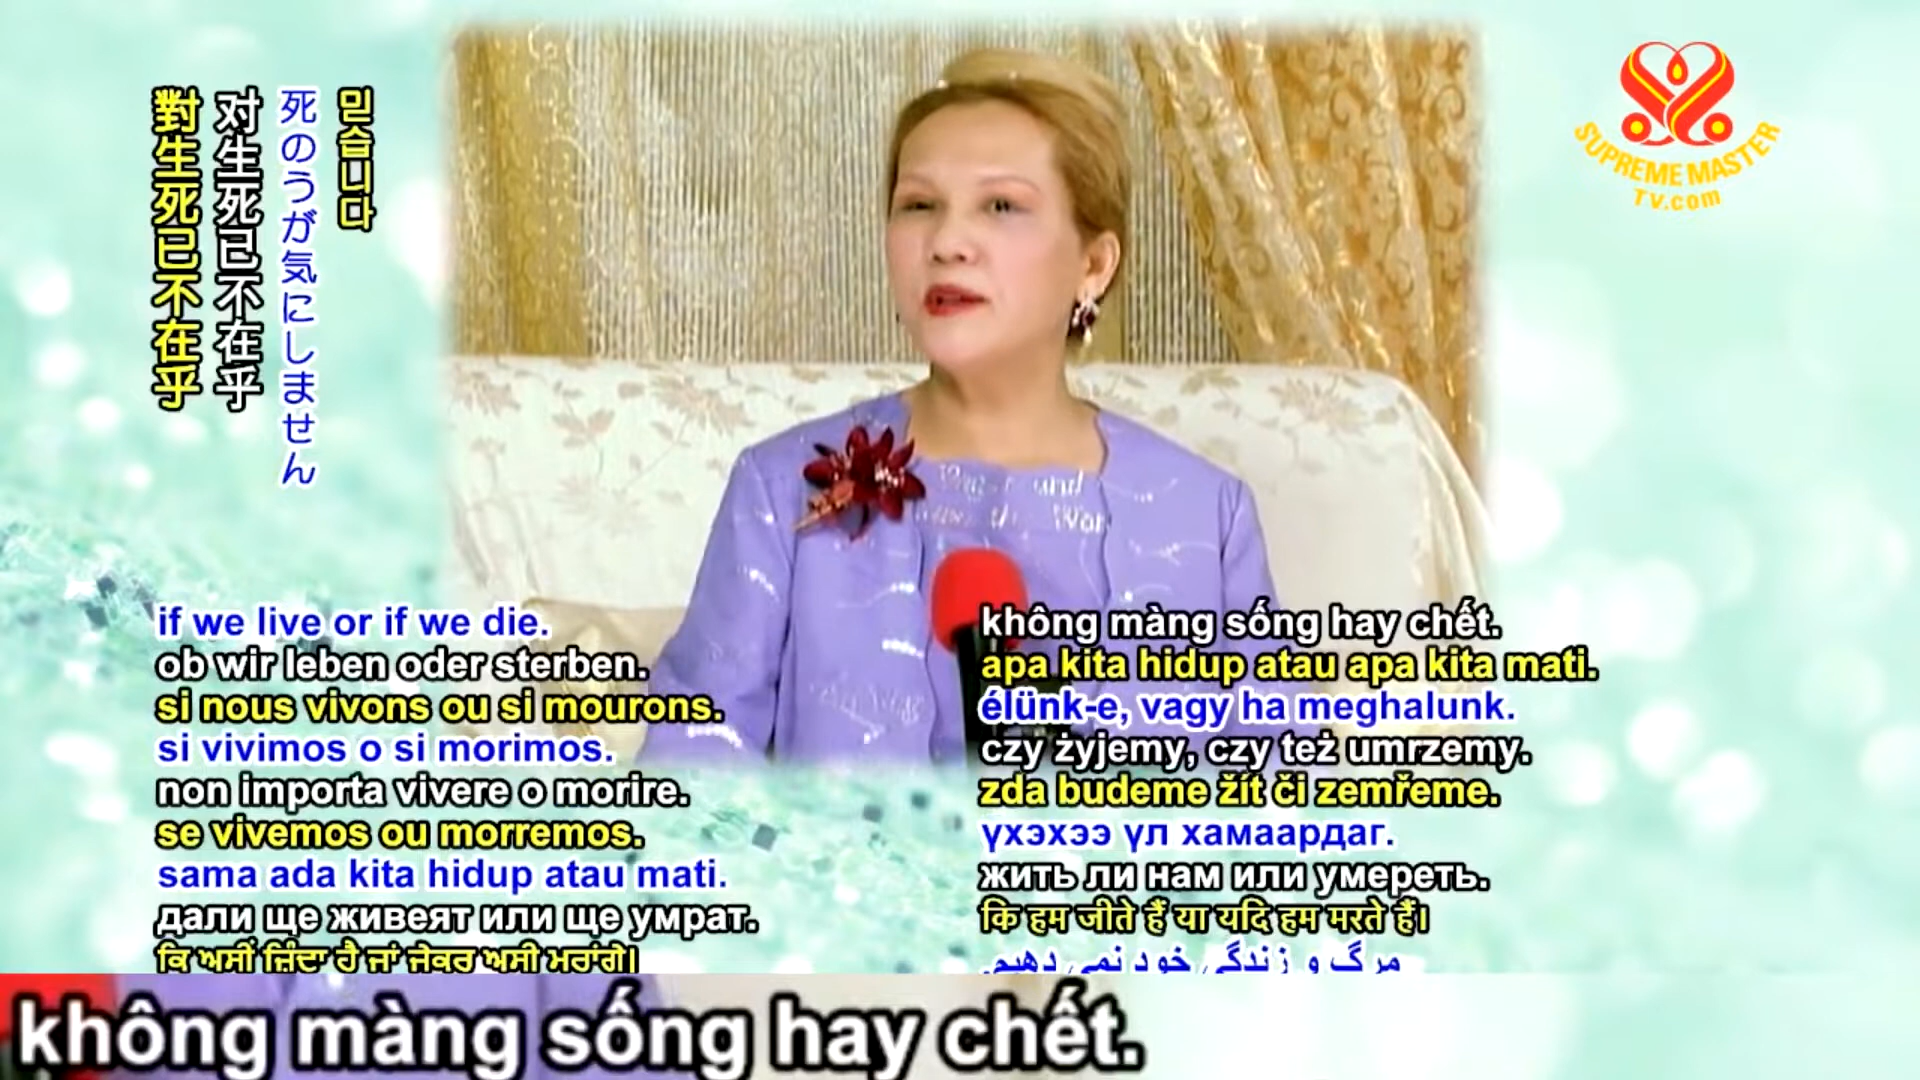 믿습니다
死のうが気にしません
对生死已不在乎
對生死已不在乎
SUPREME MASTER
TV.com
if we live or if we die.
ob wir leben oder sterben.
si nous vivons ou si mourons.
si vivimos o si morimos.
non importa vivere o morire.
se vivemos ou morremos.
sama ada kita hidup atau mati.
дали ще живеят или ще умрат.
ਕਿ ਅਸੀਂ ਜ਼ਿੰਦਾ ਹੈ ਜਾਂ ਜੇਕਰ ਅਸੀ ਮਰਾਂਗੇ।
không màng sống hay chết.
apa kita hidup atau apa kita mati.
élünk-e, vagy ha meghalunk.
czy żyjemy, czy też umrzemy.
zda budeme žít či zemřeme.
үхэхээ үл хамаардаг.
жить ли нам или умереть.
कि हम जीते हैं या यदि हम मरते हैं।
مرگ و زندگی خود نمی دهیم.
không màng sống hay chết.